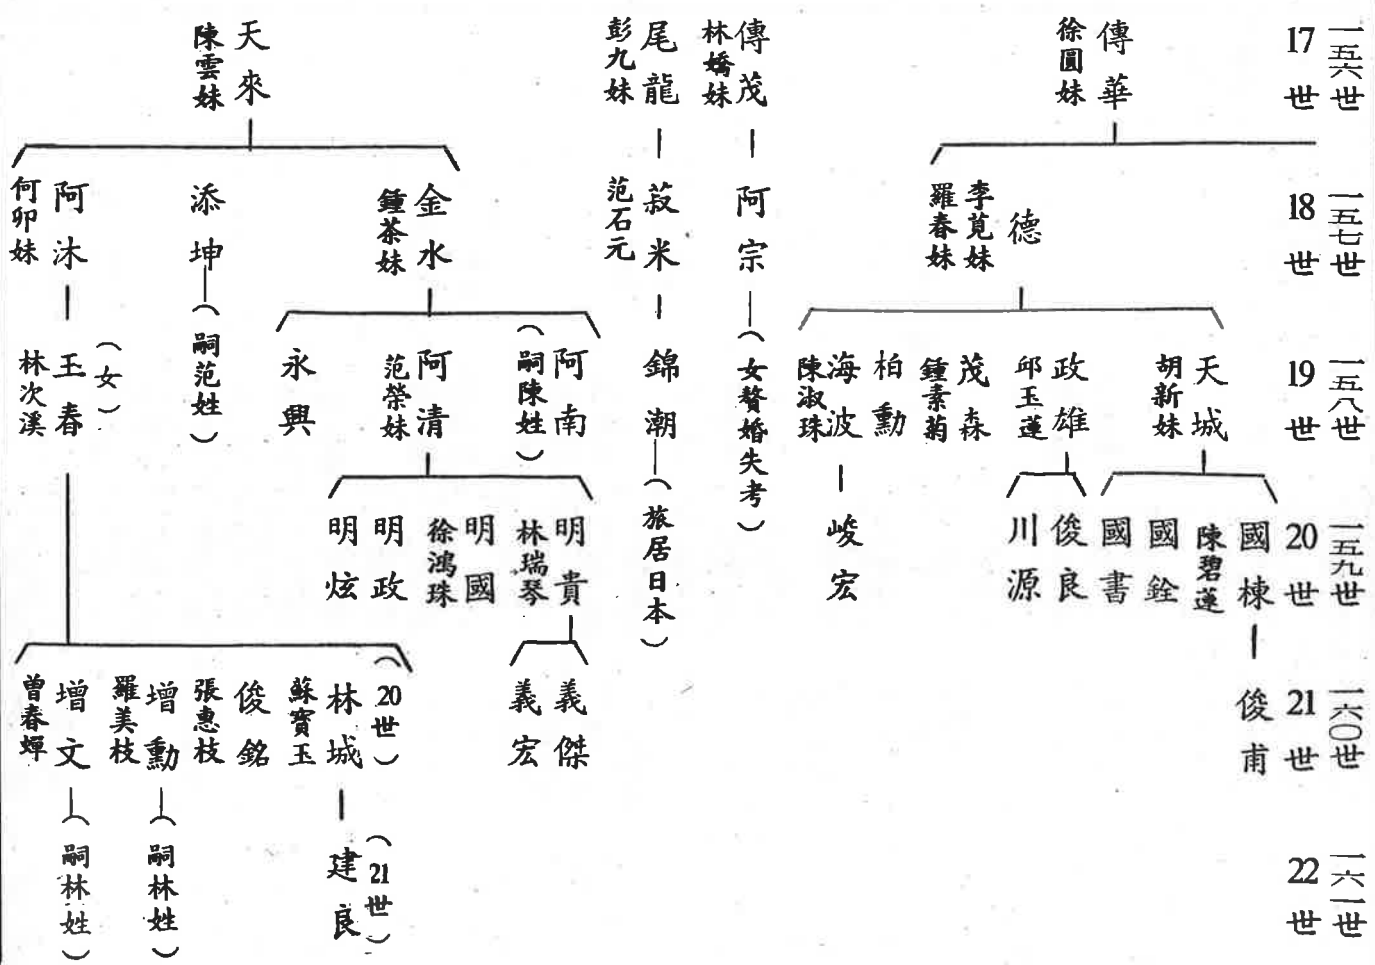 一五六世
17世
傳華
徐圓妹
傳茂
林嬌妹
尾龍
彭九妹
天來
陳雲妹
一五七世
18世
德
李莧妹
羅春妹
阿宗
(女贅婚失考)
菽米
范石元
金水
鍾茶妹
添坤
(嗣范姓)
阿沐
何卯妹
一五八世
19世
天城
胡新妹
政雄
邱玉蓮
茂森
鍾素菊
柏勳
海波
陳淑珠
錦潮
(旅居日本)
阿南
(嗣陳姓)
阿清
范榮妹
永興
(女)
玉春
林次溪
一五九世
20世
國棟
陳碧蓮
國銓
國書
俊良
川源
峻宏
明貴
林瑞琴
明國
徐鴻珠
明政
明炫
一六〇世
21世
俊甫
義傑
義宏
(20世)
林城
蘇寶玉
俊銘
張惠枝
增勳
羅美枝
增文
曾春蟬
一六一世
22世
(21世)
建良
(嗣林姓)
(嗣林姓)